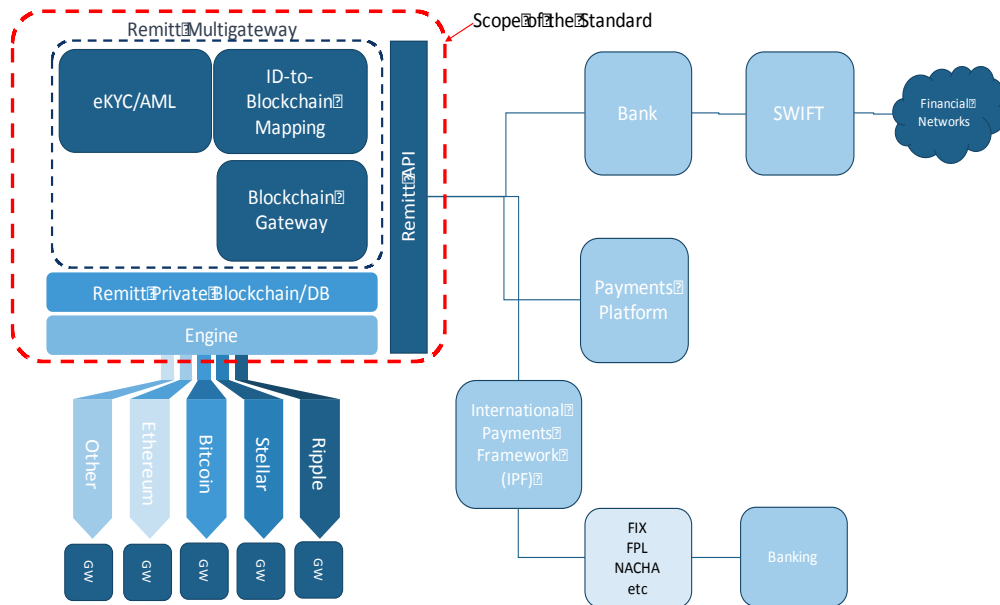 Scope of the Standard
Remitt Multigateway
eKYC/AML
ID-to-
Blockchain
Mapping
Blockchain
Gateway
Remitt API
Remitt Private Blockchain/DB
Engine
Other
Ethereum
Bitcoin
Stellar
Ripple
GW
GW
GW
GW
GW
Bank
SWIFT
Financial
Networks
Payments
Platform
International
Payments
Framework
(IPF)
FIX
FPL
NACHA
etc
Banking